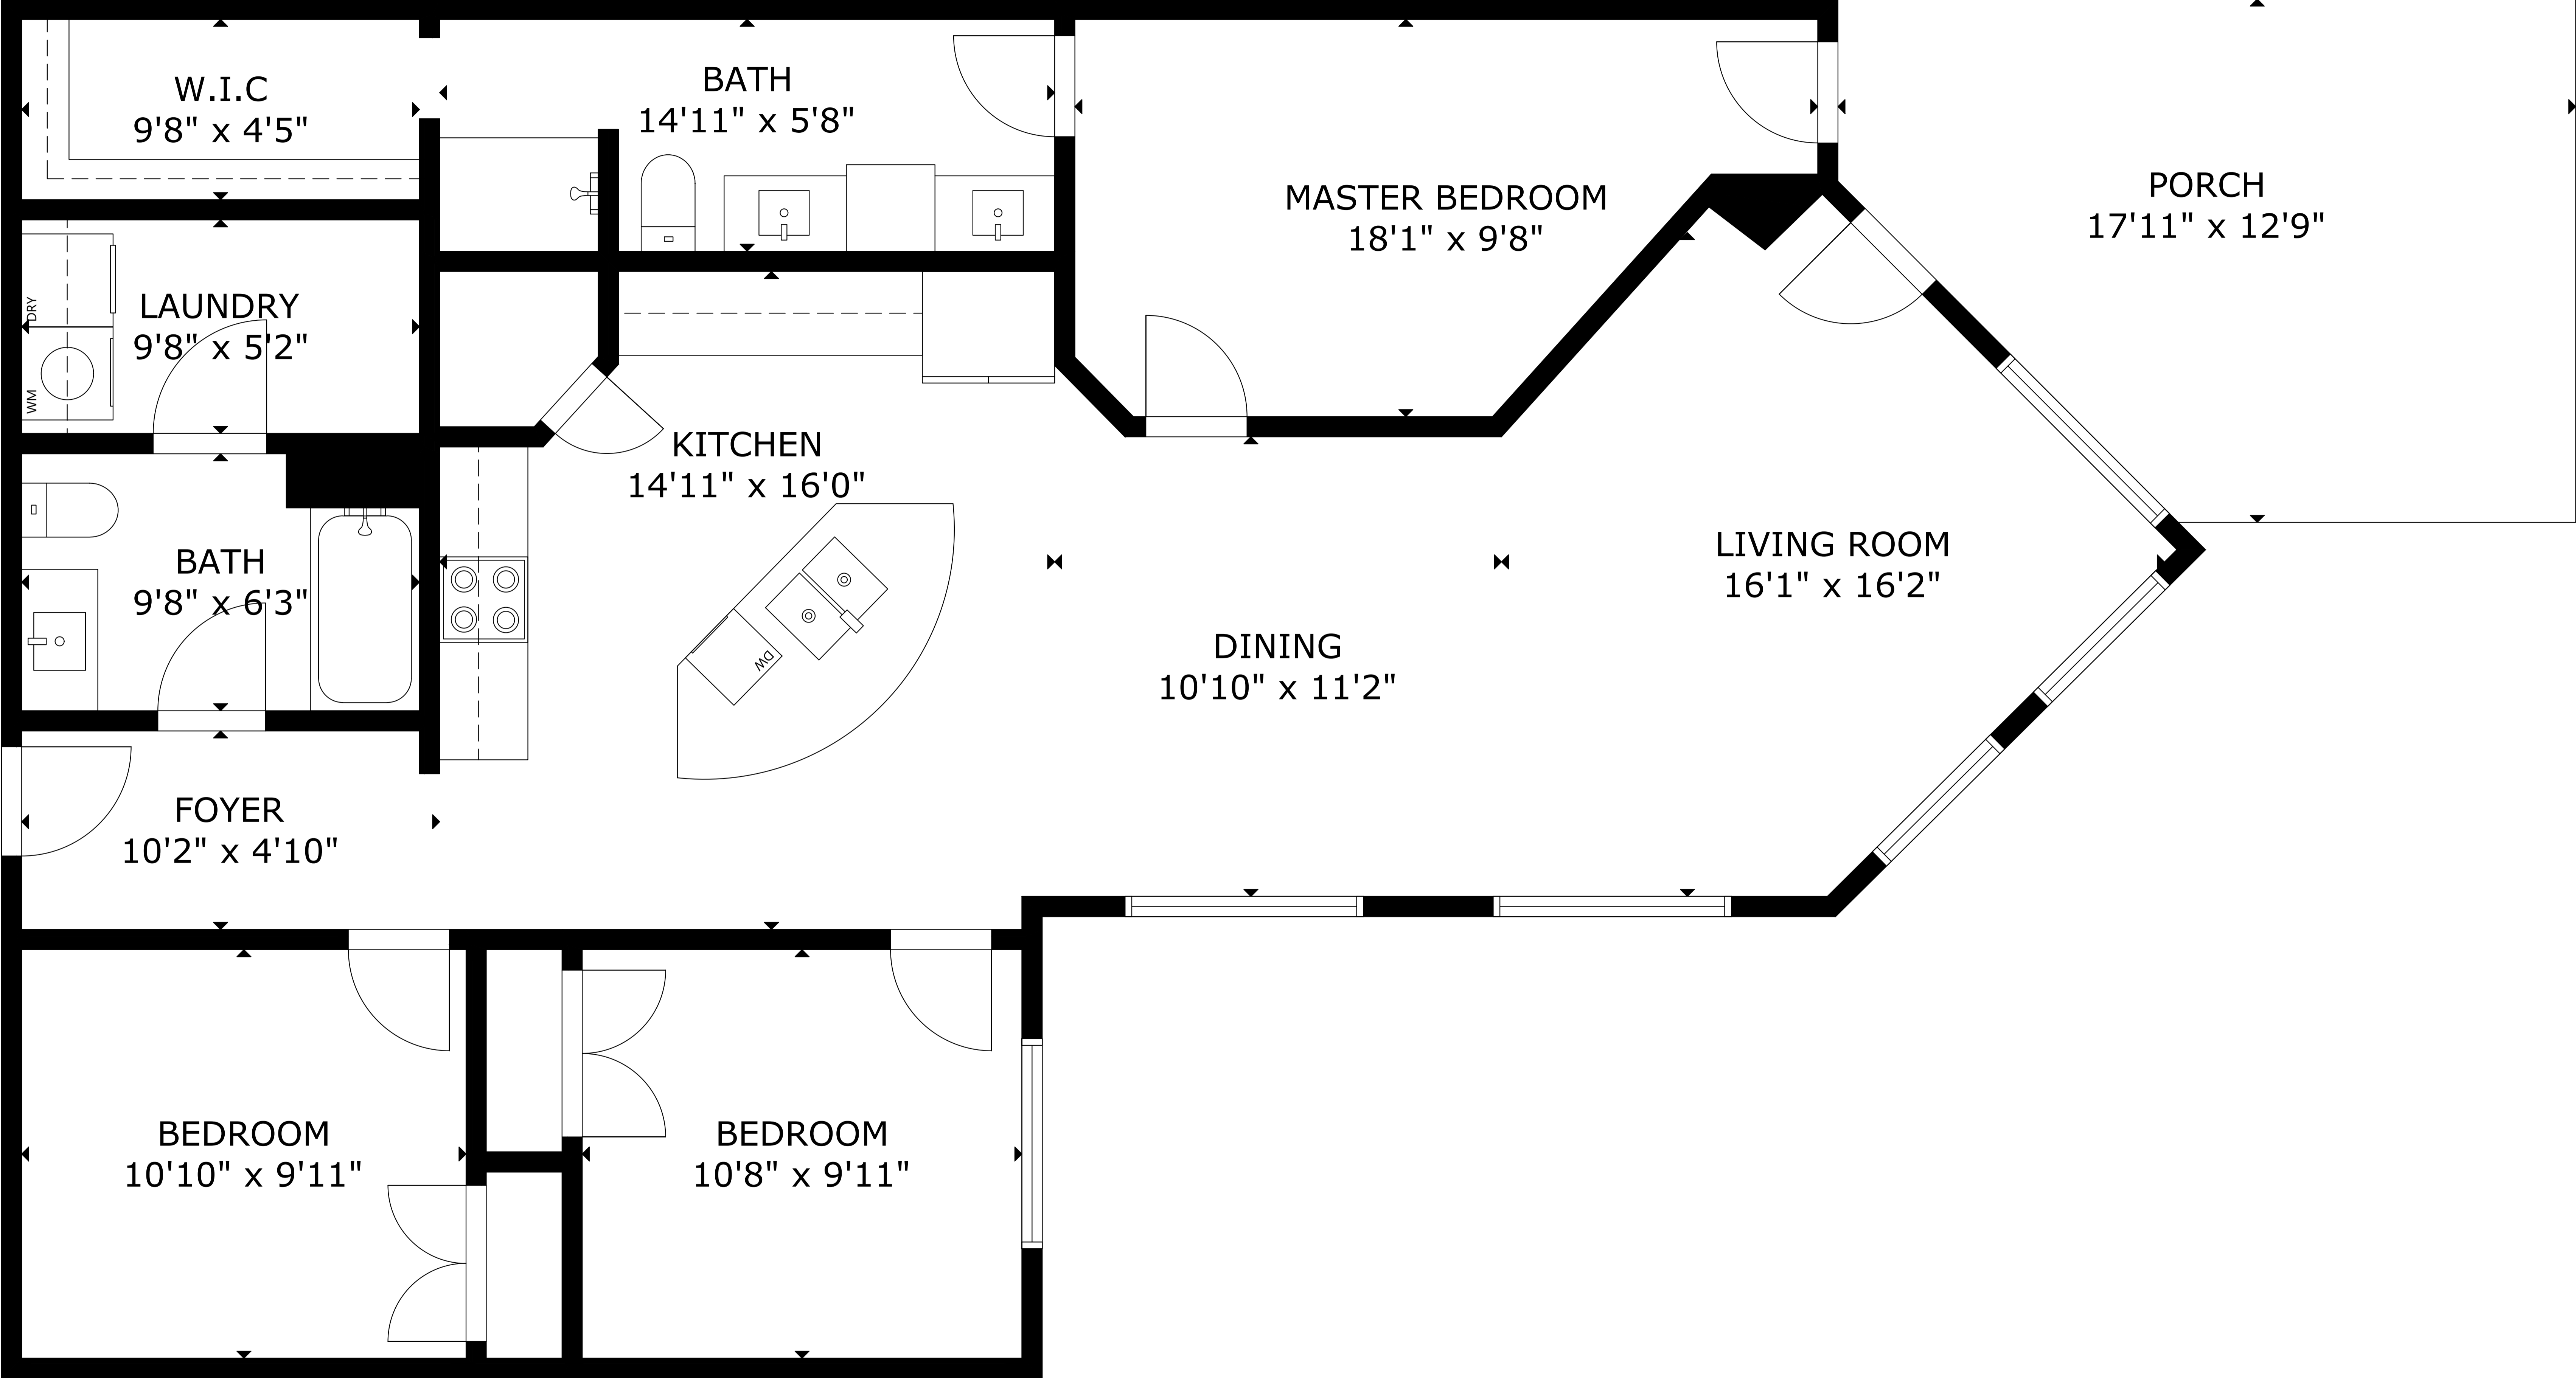 W.I.C
9'8" x 4'5"
BATH
14'11" x 5'8"
MASTER BEDROOM
18'1" x 9'8"
PORCH
17'11" x 12'9"
DRY
LAUNDRY
9'8" x 5'2"
WM
KITCHEN
14'11" x 16'0"
BATH
9'8" x 6'3"
DW
DINING
10'10" x 11'2"
LIVING ROOM
16'1" x 16'2"
FOYER
10'2" x 4'10"
BEDROOM
10'10" x 9'11"
BEDROOM
10'8" x 9'11"